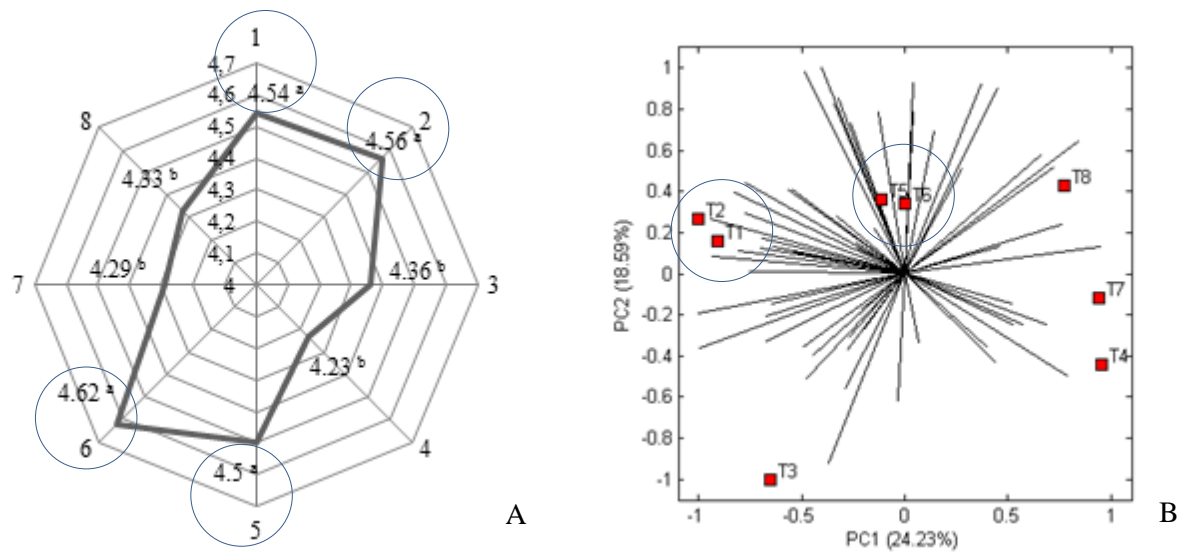 1
4,7
4,6
4.54 ᵃ
4,5
4,4
4,3
4,2
4,1
4
2
4.56 ᵃ
8
4.33 ᵇ
7
4.29 ᵇ
4.36 ᵇ
3
4.23 ᵇ
4.62 ᵃ
6
4.5 ᵃ
5
4
A
PC2 (18.59%)
1
0.8
0.6
0.4
0.2
0
-0.2
-0.4
-0.6
-0.8
-1
T5
T6
T8
T2
T1
T7
T4
T3
-1
-0.5
0
0.5
1
PC1 (24.23%)
B